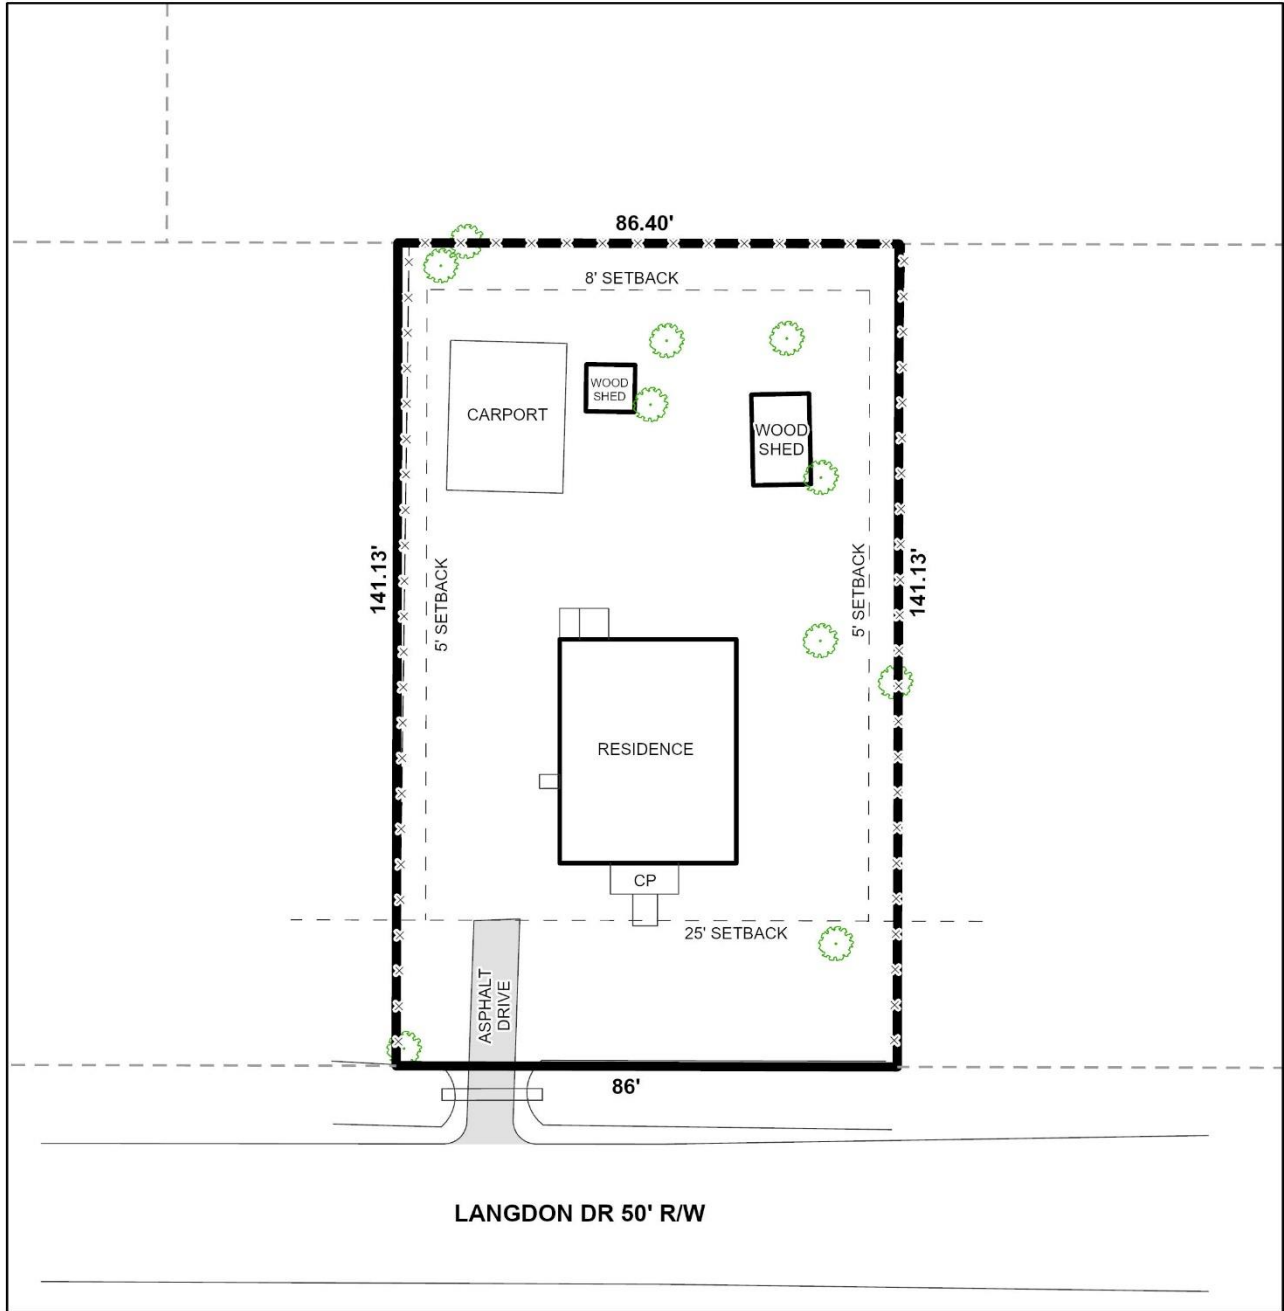 86.40'
8' SETBACK
WOOD
SHED
CARPORT
WOOD
SHED
141.13'
5' SETBACK
5' SETBACK
141.13'
RESIDENCE
CP
25' SETBACK
ASPHALT
DRIVE
86'
LANGDON DR 50' R/W